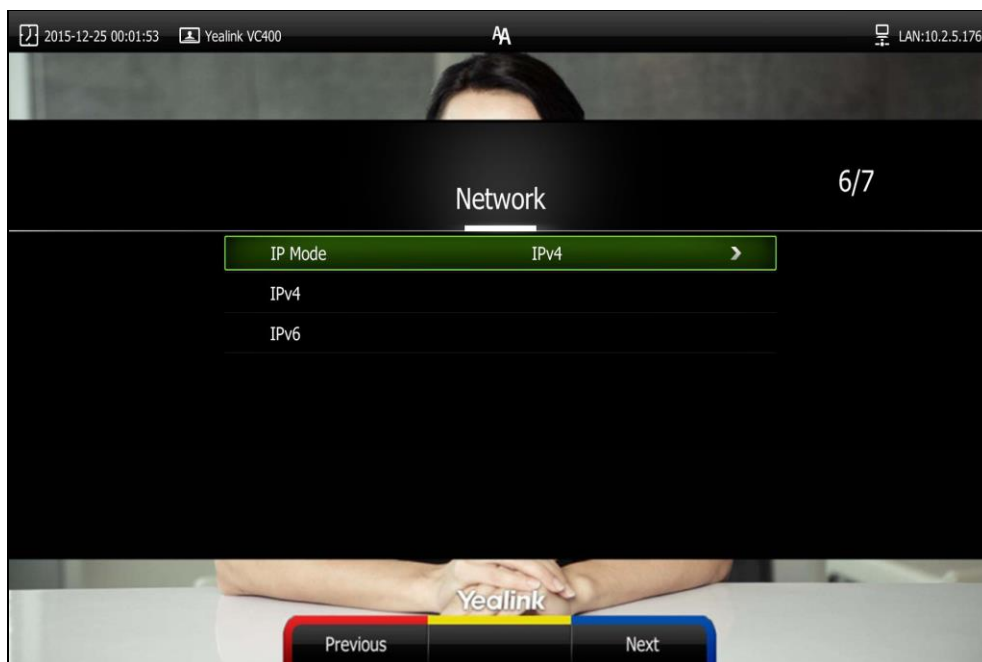 2015-12-25 00:01:53 Yealink VC400 AA LAN:10.2.5.176
Network
6/7
IP Mode IPv4
IPv4
IPv6
Yealink
Previous Next